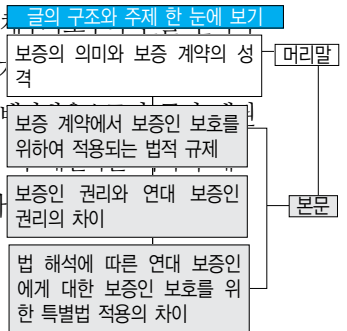 글의 구조와 주제 한 눈에 보기
보증의 의미와 보증 계약의 성
격
머리말
보증 계약에서 보증인 보호를
위하여 적용되는 법적 규제
보증인 권리와 연대 보증인
권리의 차이
본문
법 해석에 따른 연대 보증인
에게 대한 보증인 보호를 위
한 특별법 적용의 차이